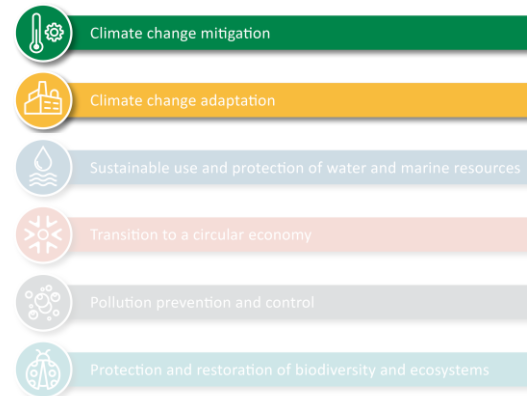 Climate change mitigation
Climate change adaptation
Sustainable use and protection of water and marine resources
Transition to a circular economy
Pollution prevention and control
Protection and restoration of biodiversity and ecosystems